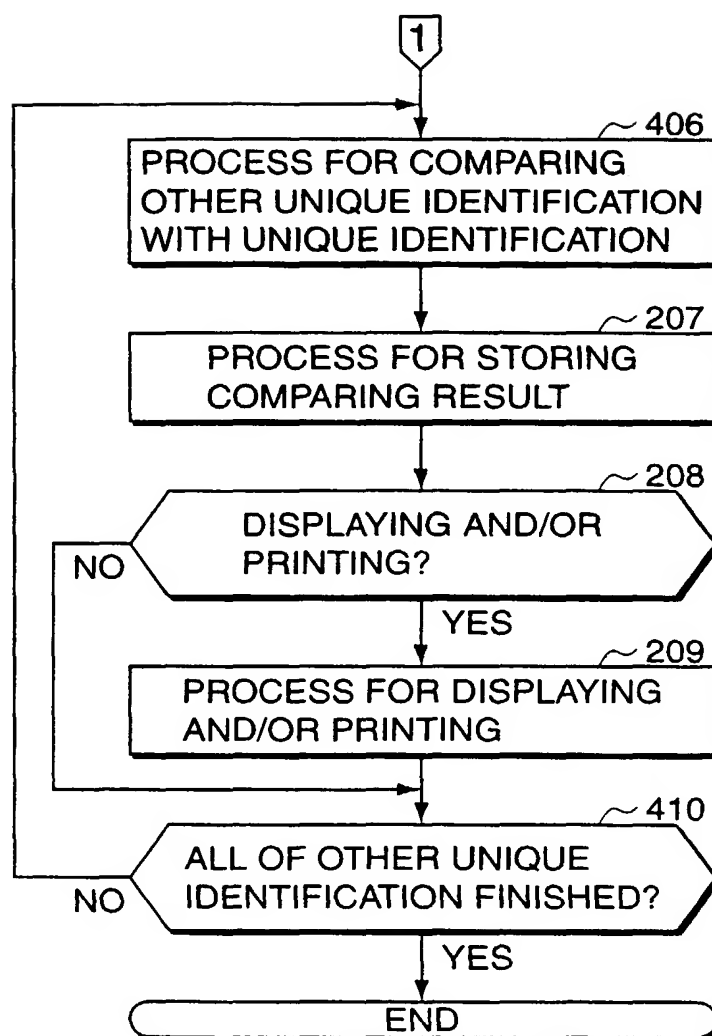 1
406
PROCESS FOR COMPARING
OTHER UNIQUE IDENTIFICATION
WITH UNIQUE IDENTIFICATION
207
PROCESS FOR STORING
COMPARING RESULT
208
DISPLAYING AND/OR
PRINTING?
NO
YES
209
PROCESS FOR DISPLAYING
AND/OR PRINTING
410
ALL OF OTHER UNIQUE
IDENTIFICATION FINISHED?
NO
YES
END